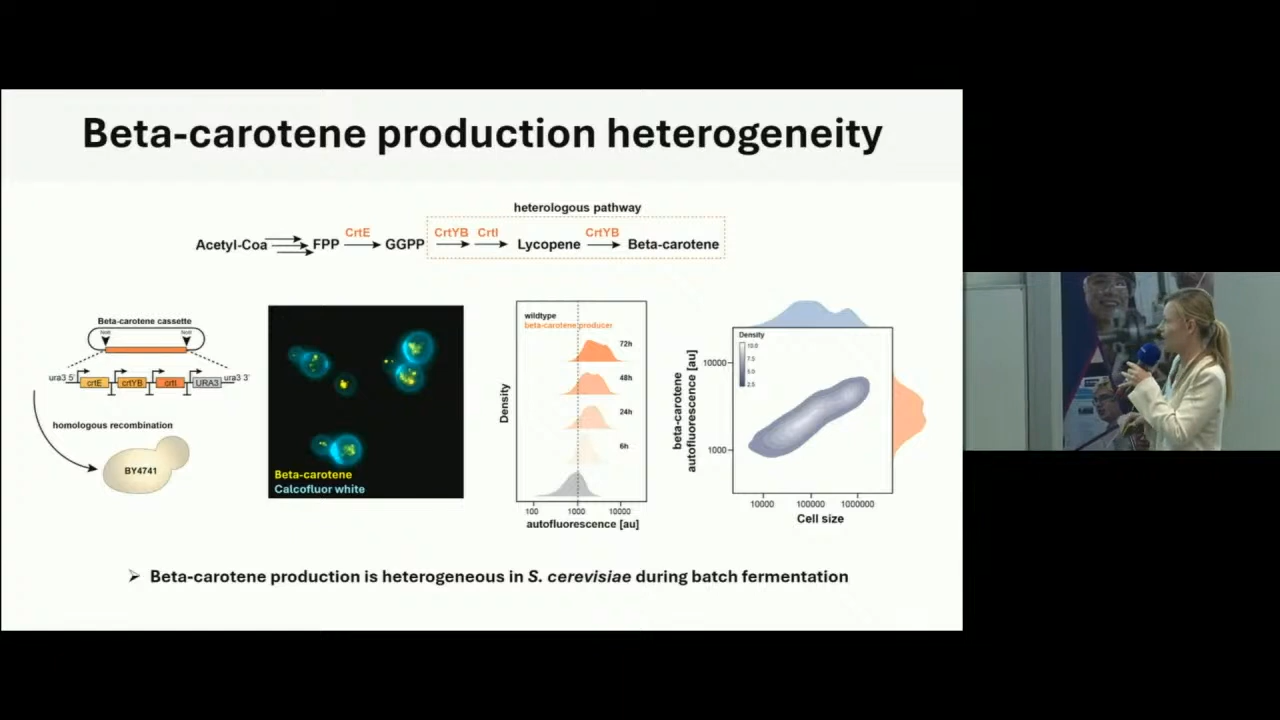 Beta-carotene production heterogeneity
heterologous pathway
Acetyl-Coa FPP CrtE GGPP CrtYB CrtI Lycopene CrtYB Beta-carotene
Beta-carotene cassette
NotI NotI
ura3 5' crtE crtYB crtI URA3 ura3 3'
homologous recombination
BY4741
Beta-carotene
Calcofluor white
wildtype
beta-carotene producer
72h
48h
24h
6h
Density
100 1000 10000
autofluorescence [au]
Density
10.0
7.5
5.0
2.5
beta-carotene
autofluorescence [au]
10000
1000
10000 100000 1000000
Cell size
➢ Beta-carotene production is heterogeneous in S. cerevisiae during batch fermentation